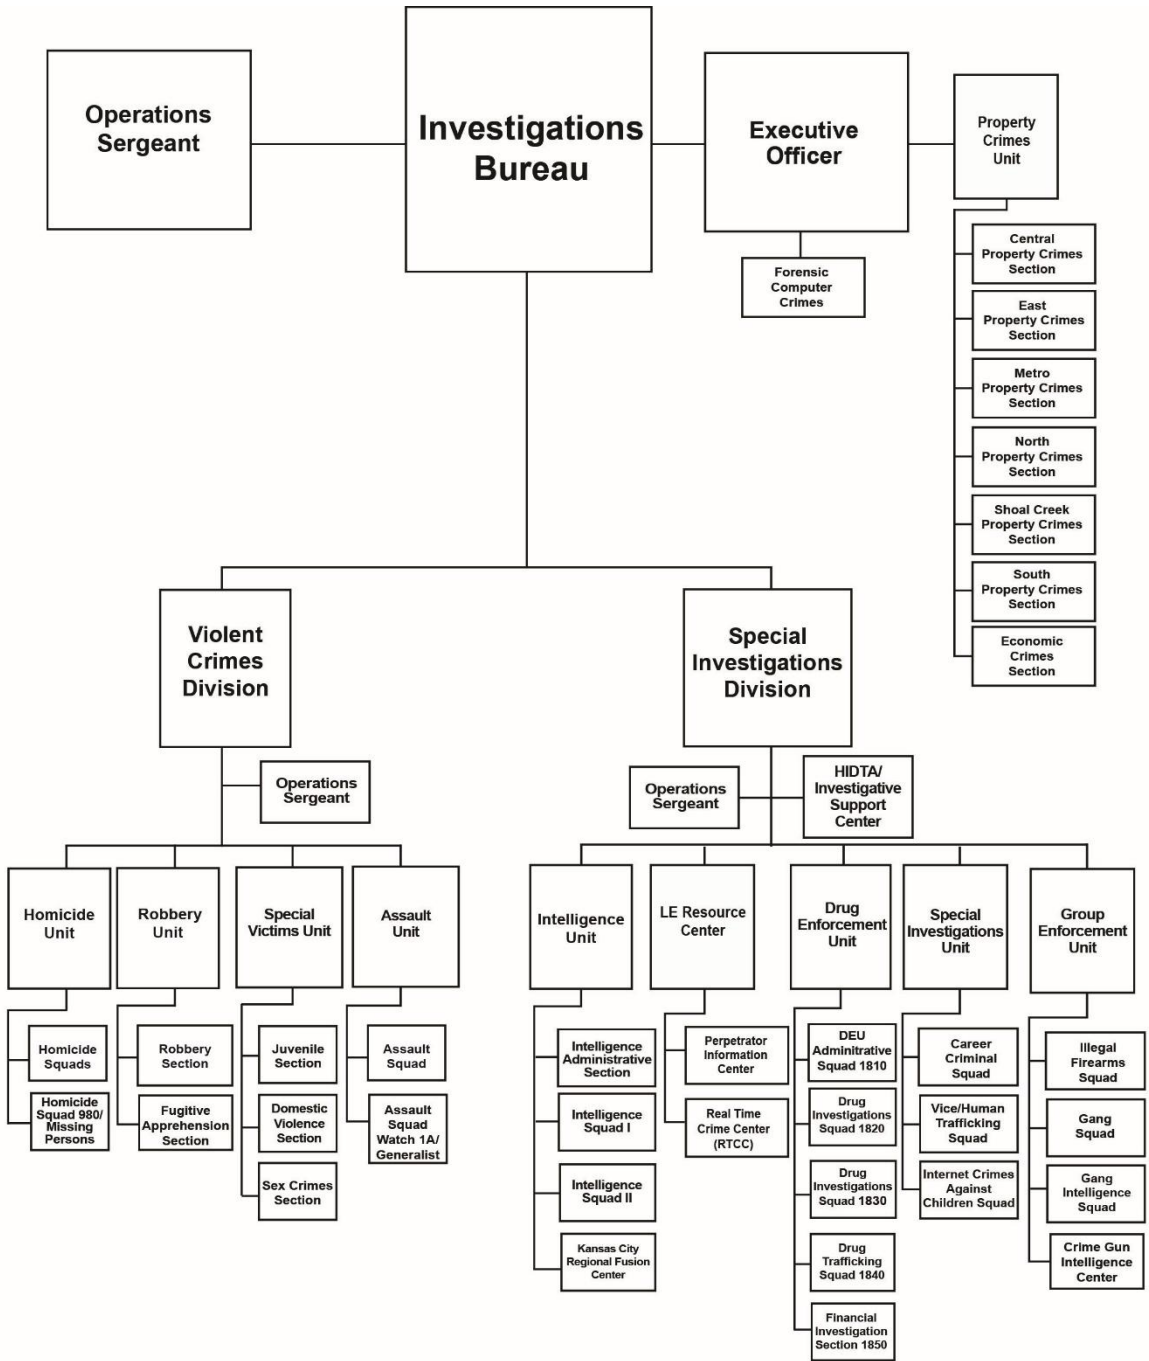 Operations
Sergeant
Investigations
Bureau
Executive
Officer
Property
Crimes
Unit
Forensic
Computer
Crimes
Central
Property Crimes
Section
East
Property Crimes
Section
Metro
Property Crimes
Section
North
Property Crimes
Section
Shoal Creek
Property Crimes
Section
South
Property Crimes
Section
Economic
Crimes
Section
Violent
Crimes
Division
Special
Investigations
Division
Operations
Sergeant
Operations
Sergeant
HIDTA/
Investigative
Support
Center
Homicide
Unit
Robbery
Unit
Special
Victims Unit
Assault
Unit
Intelligence
Unit
LE Resource
Center
Drug
Enforcement
Unit
Special
Investigations
Unit
Group
Enforcement
Unit
Homicide
Squads
Homicide
Squad 980/
Missing
Persons
Robbery
Section
Fugitive
Apprehension
Section
Juvenile
Section
Domestic
Violence
Section
Sex Crimes
Section
Assault
Squad
Assault
Squad
Watch 1A/
Generalist
Intelligence
Administrative
Section
Intelligence
Squad I
Intelligence
Squad II
Kansas City
Regional Fusion
Center
Perpetrator
Information
Center
Real Time
Crime Center
(RTCC)
DEU
Adminitrative
Squad 1810
Drug
Investigations
Squad 1820
Drug
Investigations
Squad 1830
Drug
Trafficking
Squad 1840
Financial
Investigation
Section 1850
Career
Criminal
Squad
Vice/Human
Trafficking
Squad
Internet Crimes
Against
Children Squad
Illegal
Firearms
Squad
Gang
Squad
Gang
Intelligence
Squad
Crime Gun
Intelligence
Center